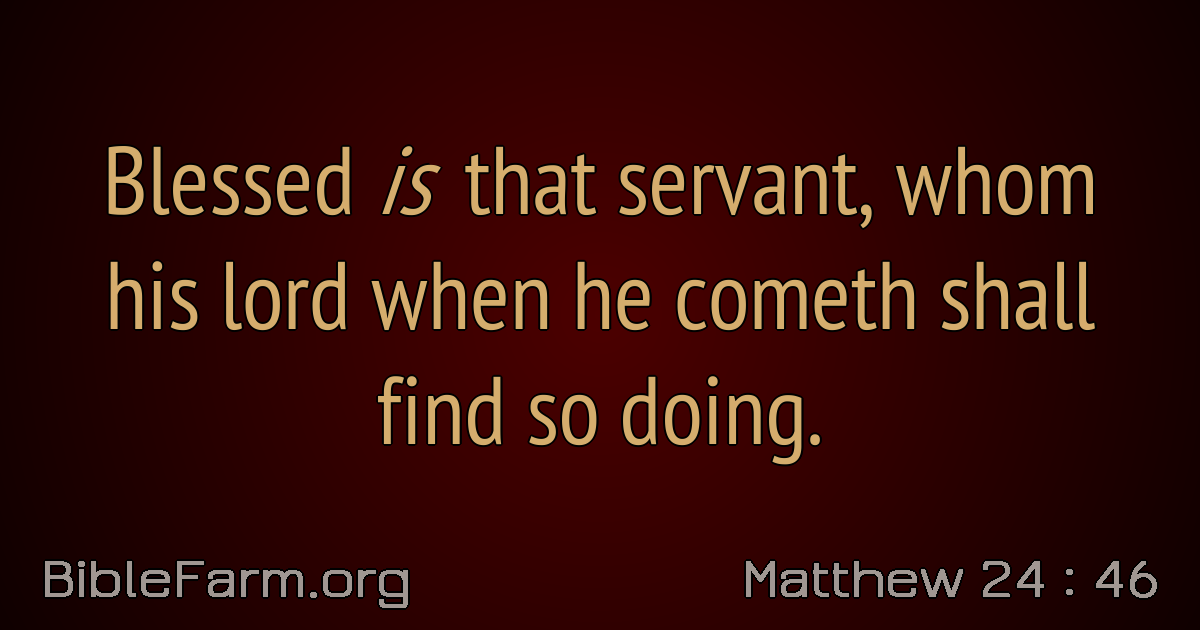 Blessed is that servant, whom
his lord when he cometh shall
find so doing.
BibleFarm.org
Matthew 24 : 46